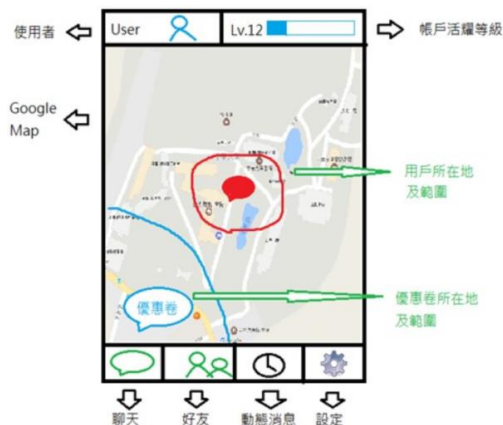 使用者
User
Lv.12
帳戶活耀等級
Google
Map
用戶所在地
及範圍
優惠卷
優惠卷所在地
及範圍
聊天
好友
動態消息
設定